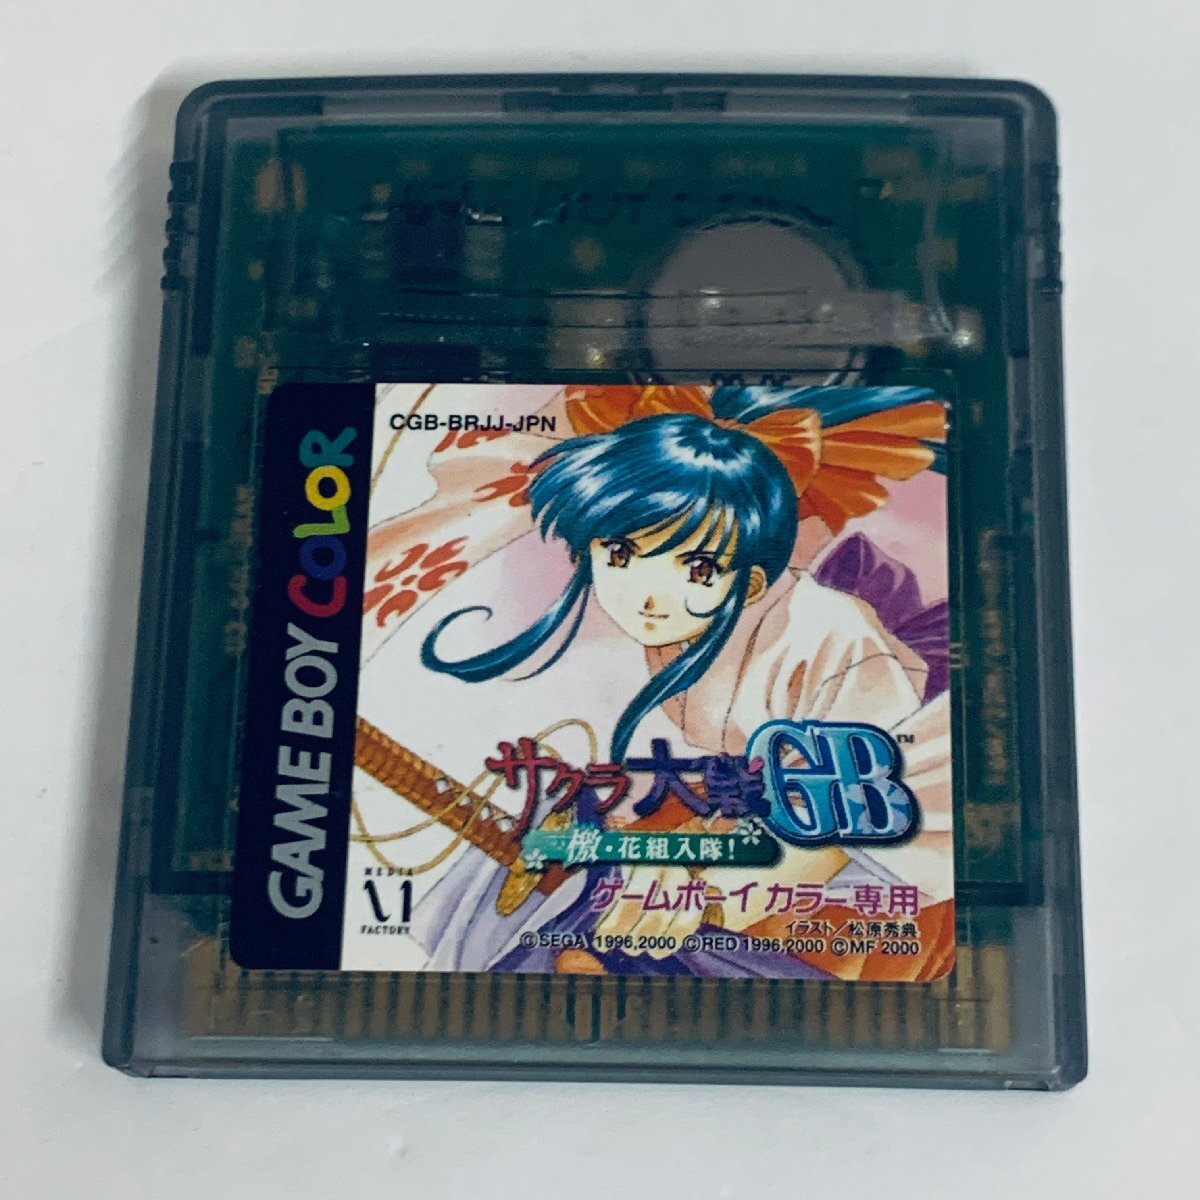 CGB-BRJJ-JPN
GAME BOY COLOR
サクラ大戦GB™
檄・花組入隊!
ゲームボーイ カラー専用
MEDIA
FACTORY
イラスト/松原秀典
©SEGA 1996,2000 ©RED 1996,2000 ©MF 2000